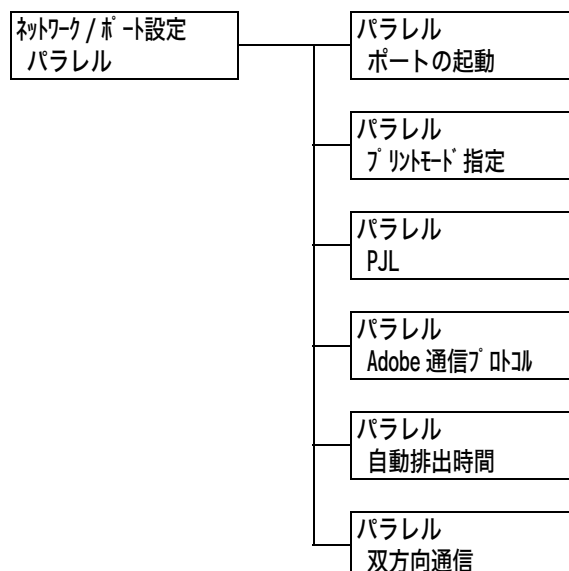 ﾈｯﾄﾜｰｸ / ﾎﾟｰﾄ設定
パラレル
パラレル
ポートの起動
パラレル
ﾌﾟﾘﾝﾄﾓｰﾄﾞ指定
パラレル
PJL
パラレル
Adobe 通信ﾌﾟﾛﾄｺﾙ
パラレル
自動排出時間
パラレル
双方向通信